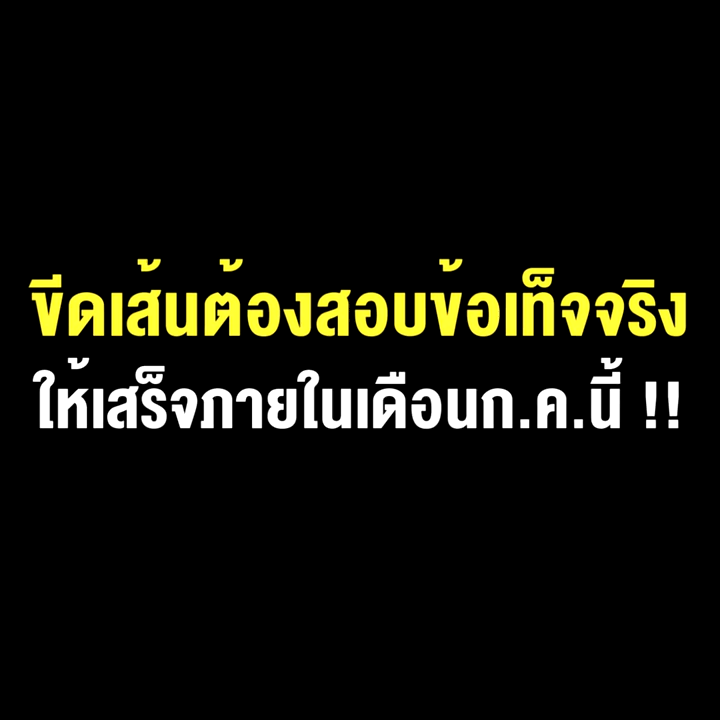 ขีดเส้นต้องสอบข้อเท็จจริง
ให้เสร็จภายในเดือนก.ค.นี้ !!